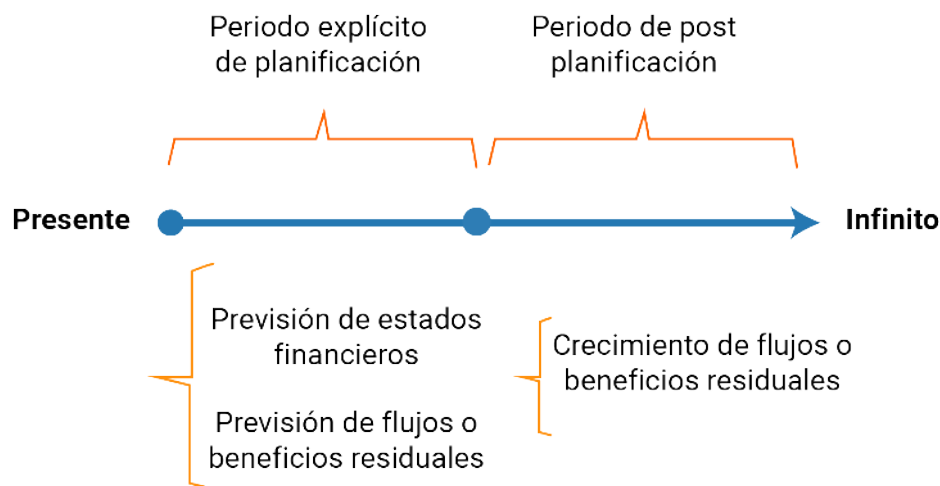 Periodo explícito
de planificación
Periodo de post
planificación
Presente
Infinito
Previsión de estados
financieros
Previsión de flujos o
beneficios residuales
Crecimiento de flujos o
beneficios residuales